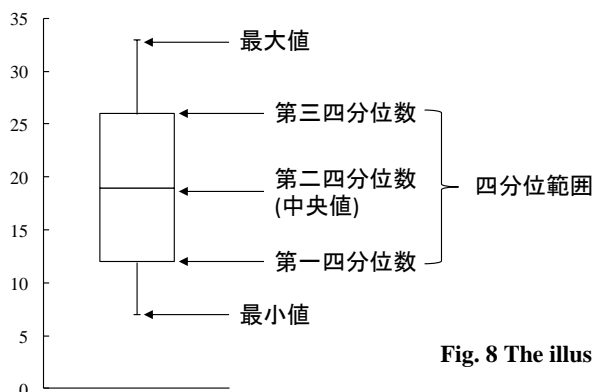 35
30
25
20
15
10
5
0
最大値
第三四分位数
第二四分位数
(中央値)
第一四分位数
最小値
四分位範囲
Fig. 8 The illus